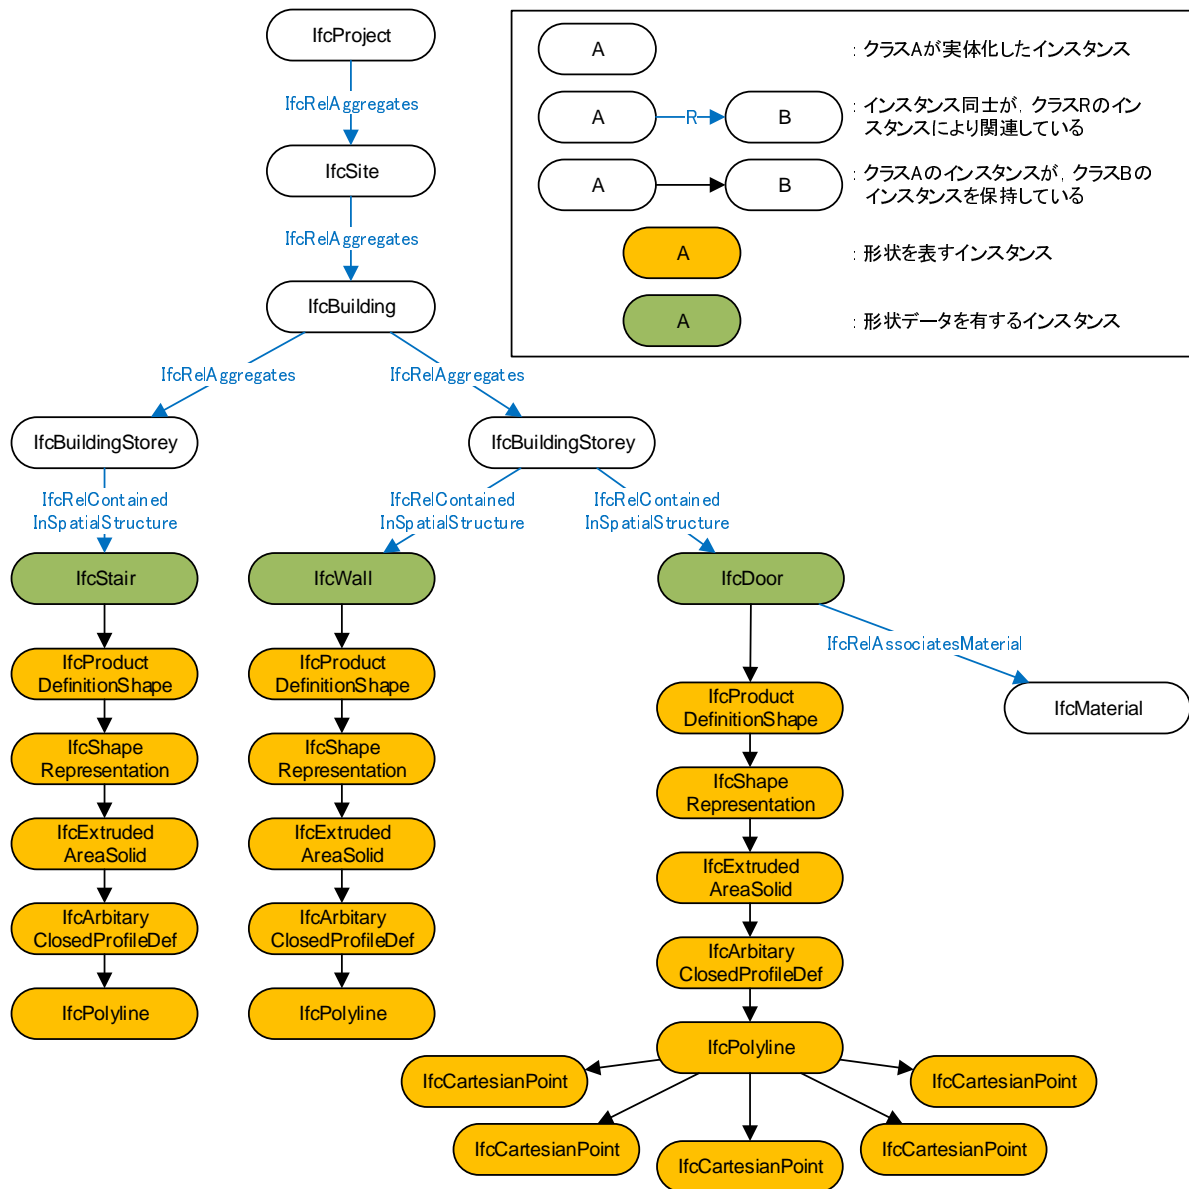 IfcProject
IfcRelAggregates
IfcSite
IfcRelAggregates
IfcBuilding
IfcRelAggregates
IfcRelAggregates
IfcBuildingStorey
IfcBuildingStorey
IfcRelContained
InSpatialStructure
IfcRelContained
InSpatialStructure
IfcRelContained
InSpatialStructure
IfcStair
IfcWall
IfcDoor
IfcRelAssociatesMaterial
IfcMaterial
IfcProduct
DefinitionShape
IfcShape
Representation
IfcExtruded
AreaSolid
IfcArbitary
ClosedProfileDef
IfcPolyline
IfcProduct
DefinitionShape
IfcShape
Representation
IfcExtruded
AreaSolid
IfcArbitary
ClosedProfileDef
IfcPolyline
IfcProduct
DefinitionShape
IfcShape
Representation
IfcExtruded
AreaSolid
IfcArbitary
ClosedProfileDef
IfcPolyline
IfcCartesianPoint
IfcCartesianPoint
IfcCartesianPoint
IfcCartesianPoint
IfcCartesianPoint
A
: クラスAが実体化したインスタンス
A
R
B
: インスタンス同士が, クラスRのイン
スタンスにより関連している
A
B
: クラスAのインスタンスが, クラスBの
インスタンスを保持している
A
: 形状を表すインスタンス
A
: 形状データを有するインスタンス